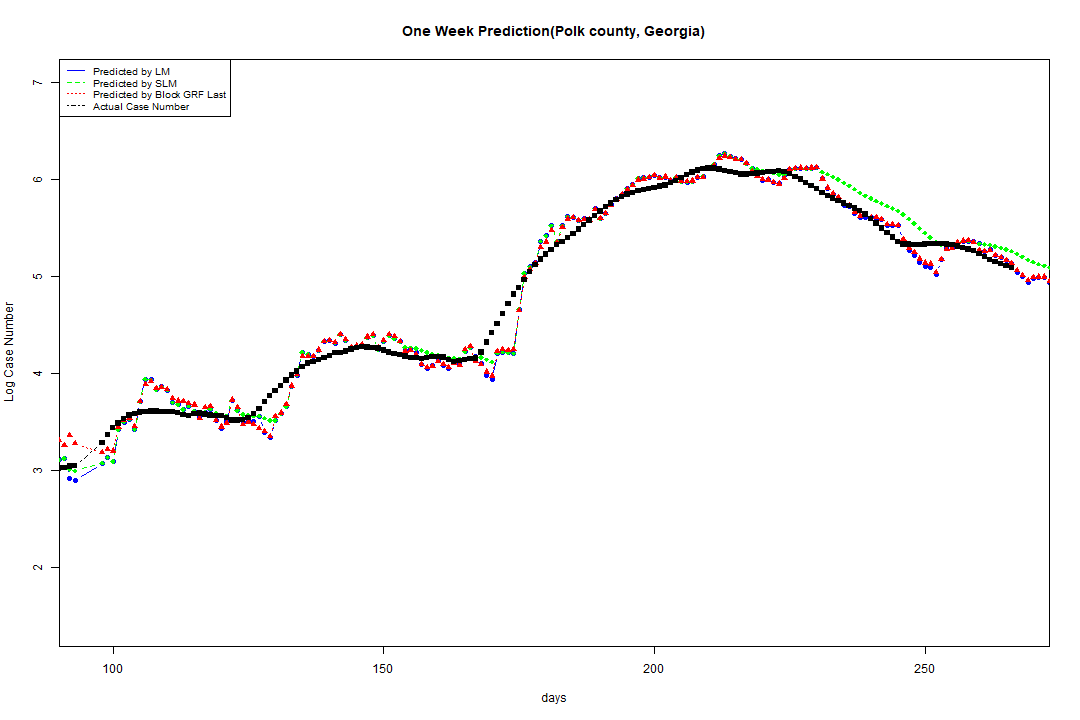 One Week Prediction(Polk county, Georgia)
Predicted by LM
Predicted by SLM
Predicted by Block GRF Last
Actual Case Number
Log Case Number
7
6
5
4
3
2
100
150
200
250
days